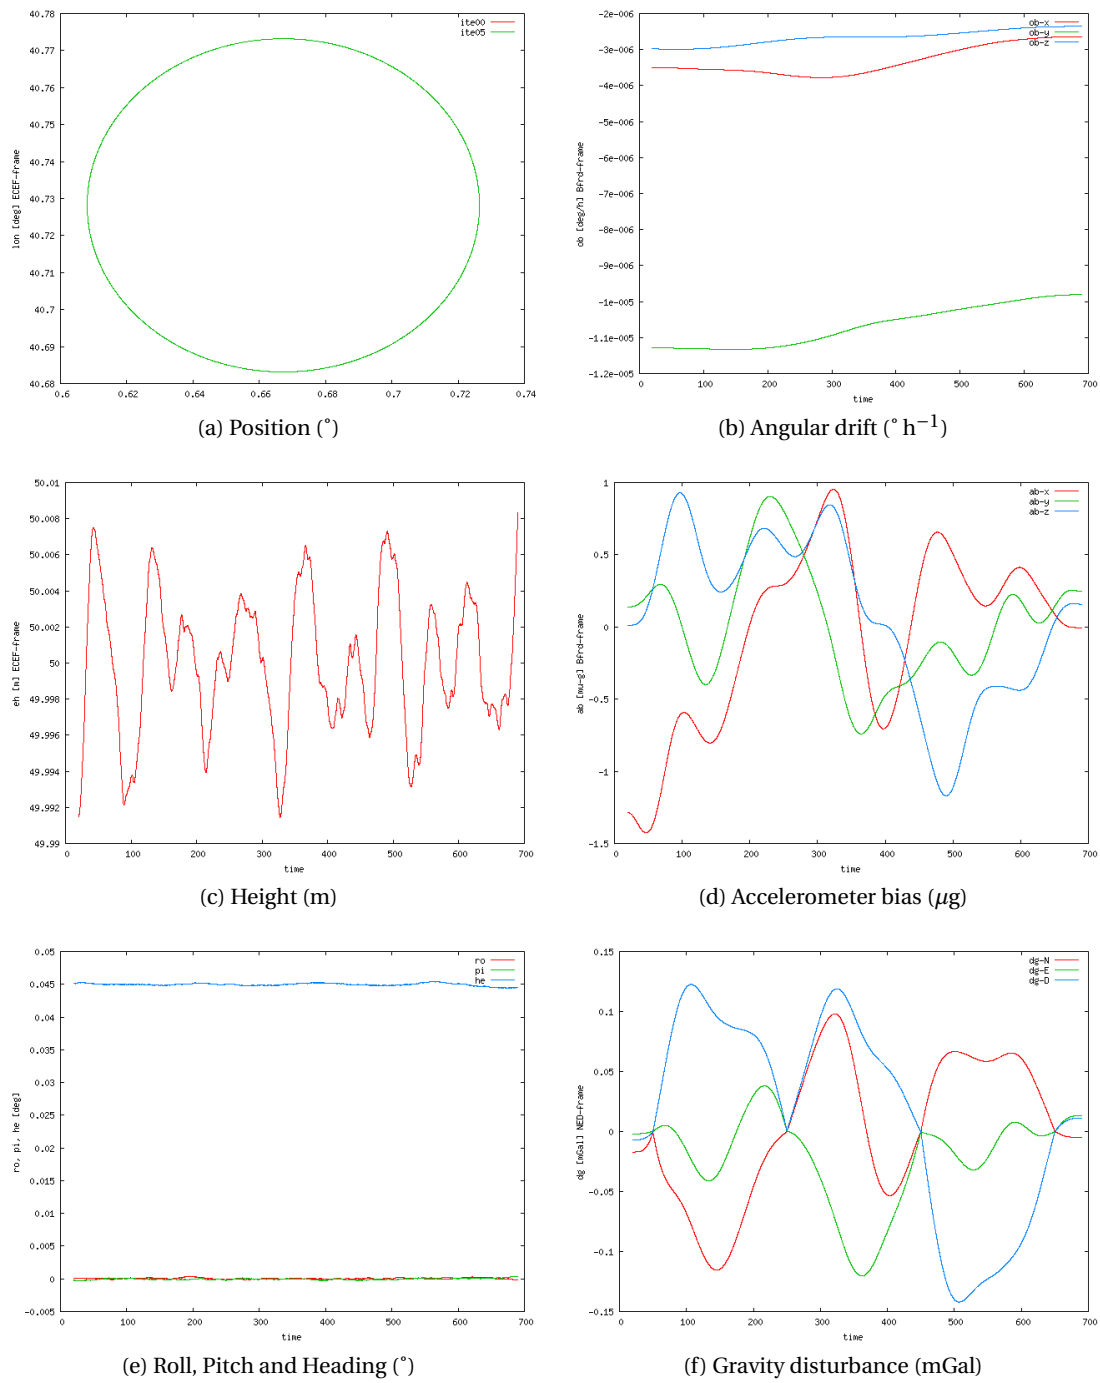 40.78
40.77
40.76
40.75
40.74
40.73
40.72
40.71
40.7
40.69
40.68
0.6
0.62
0.64
0.66
0.68
0.7
0.72
0.74
lon [deg] ECEF-frame
ite00
ite05
(a) Position (˚)
-2e-006
-3e-006
-4e-006
-5e-006
-6e-006
-7e-006
-8e-006
-9e-006
-1e-005
-1.1e-005
-1.2e-005
0
100
200
300
400
500
600
700
time
ob [deg/h] Bfrd-frame
ob-x
ob-y
ob-z
(b) Angular drift (˚ h−1)
50.01
50.008
50.006
50.004
50.002
50
49.998
49.996
49.994
49.992
49.99
0
100
200
300
400
500
600
700
time
eh [m] ECEF-frame
(c) Height (m)
1
0.5
0
-0.5
-1
-1.5
0
100
200
300
400
500
600
700
time
ab [mu-g] Bfrd-frame
ab-x
ab-y
ab-z
(d) Accelerometer bias (μg)
0.05
0.045
0.04
0.035
0.03
0.025
0.02
0.015
0.01
0.005
0
-0.005
0
100
200
300
400
500
600
700
time
ro, pi, he [deg]
ro
pi
he
(e) Roll, Pitch and Heading (˚)
0.15
0.1
0.05
0
-0.05
-0.1
-0.15
0
100
200
300
400
500
600
700
time
dg [mGal] NED-frame
dg-N
dg-E
dg-D
(f) Gravity disturbance (mGal)